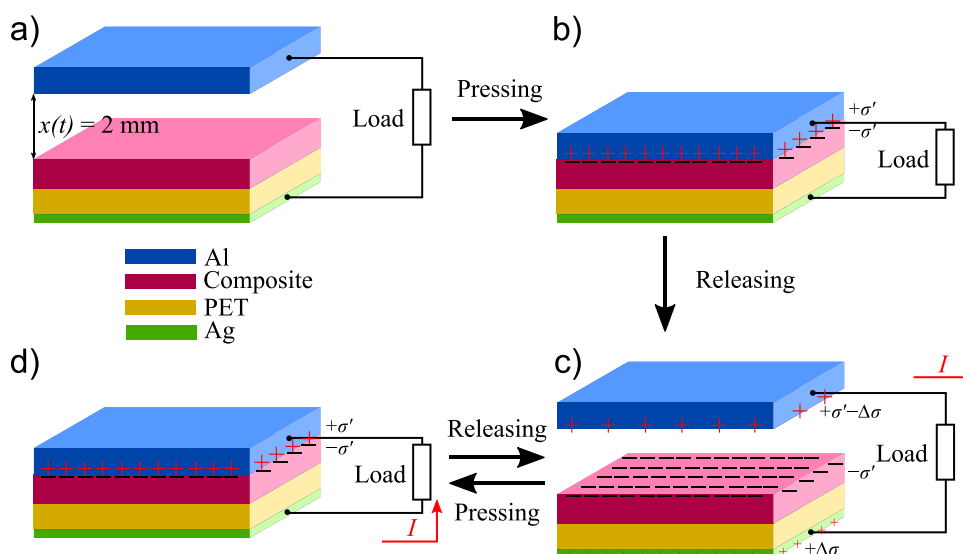 a)
x(t) = 2 mm
Load
Pressing
b)
+σ'
−σ'
Load
Al
Composite
PET
Ag
Releasing
d)
+σ'
−σ'
Load
I
Releasing
Pressing
c)
I
+σ'−Δσ
−σ'
Load
+Δσ